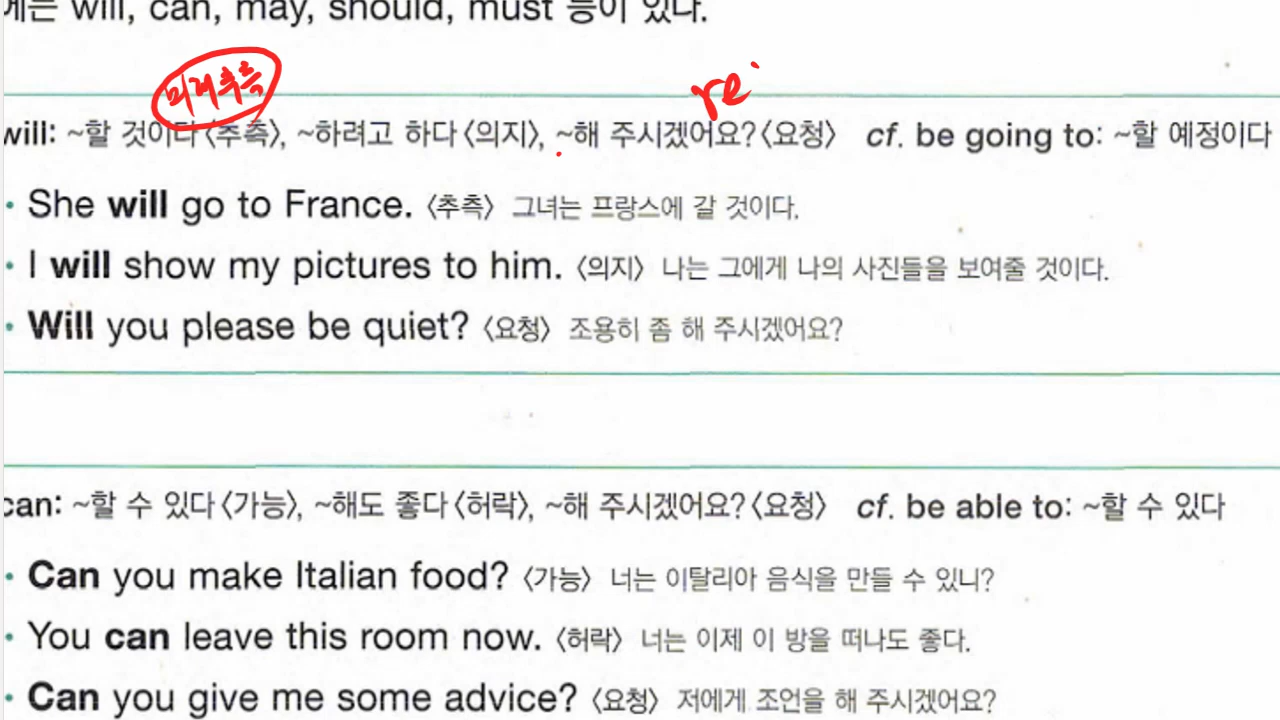 에는 will, can, may, should, must 등이 있다.
미래추측
re
will: ~할 것이다〈추측〉, ~하려고 하다〈의지〉, ~해 주시겠어요?〈요청〉 cf. be going to: ~할 예정이다
• She will go to France. 〈추측〉 그녀는 프랑스에 갈 것이다.
• I will show my pictures to him. 〈의지〉 나는 그에게 나의 사진들을 보여줄 것이다.
• Will you please be quiet? 〈요청〉 조용히 좀 해 주시겠어요?
can: ~할 수 있다〈가능〉, ~해도 좋다〈허락〉, ~해 주시겠어요?〈요청〉 cf. be able to: ~할 수 있다
• Can you make Italian food? 〈가능〉 너는 이탈리아 음식을 만들 수 있니?
• You can leave this room now. 〈허락〉 너는 이제 이 방을 떠나도 좋다.
• Can you give me some advice? 〈요청〉 저에게 조언을 해 주시겠어요?